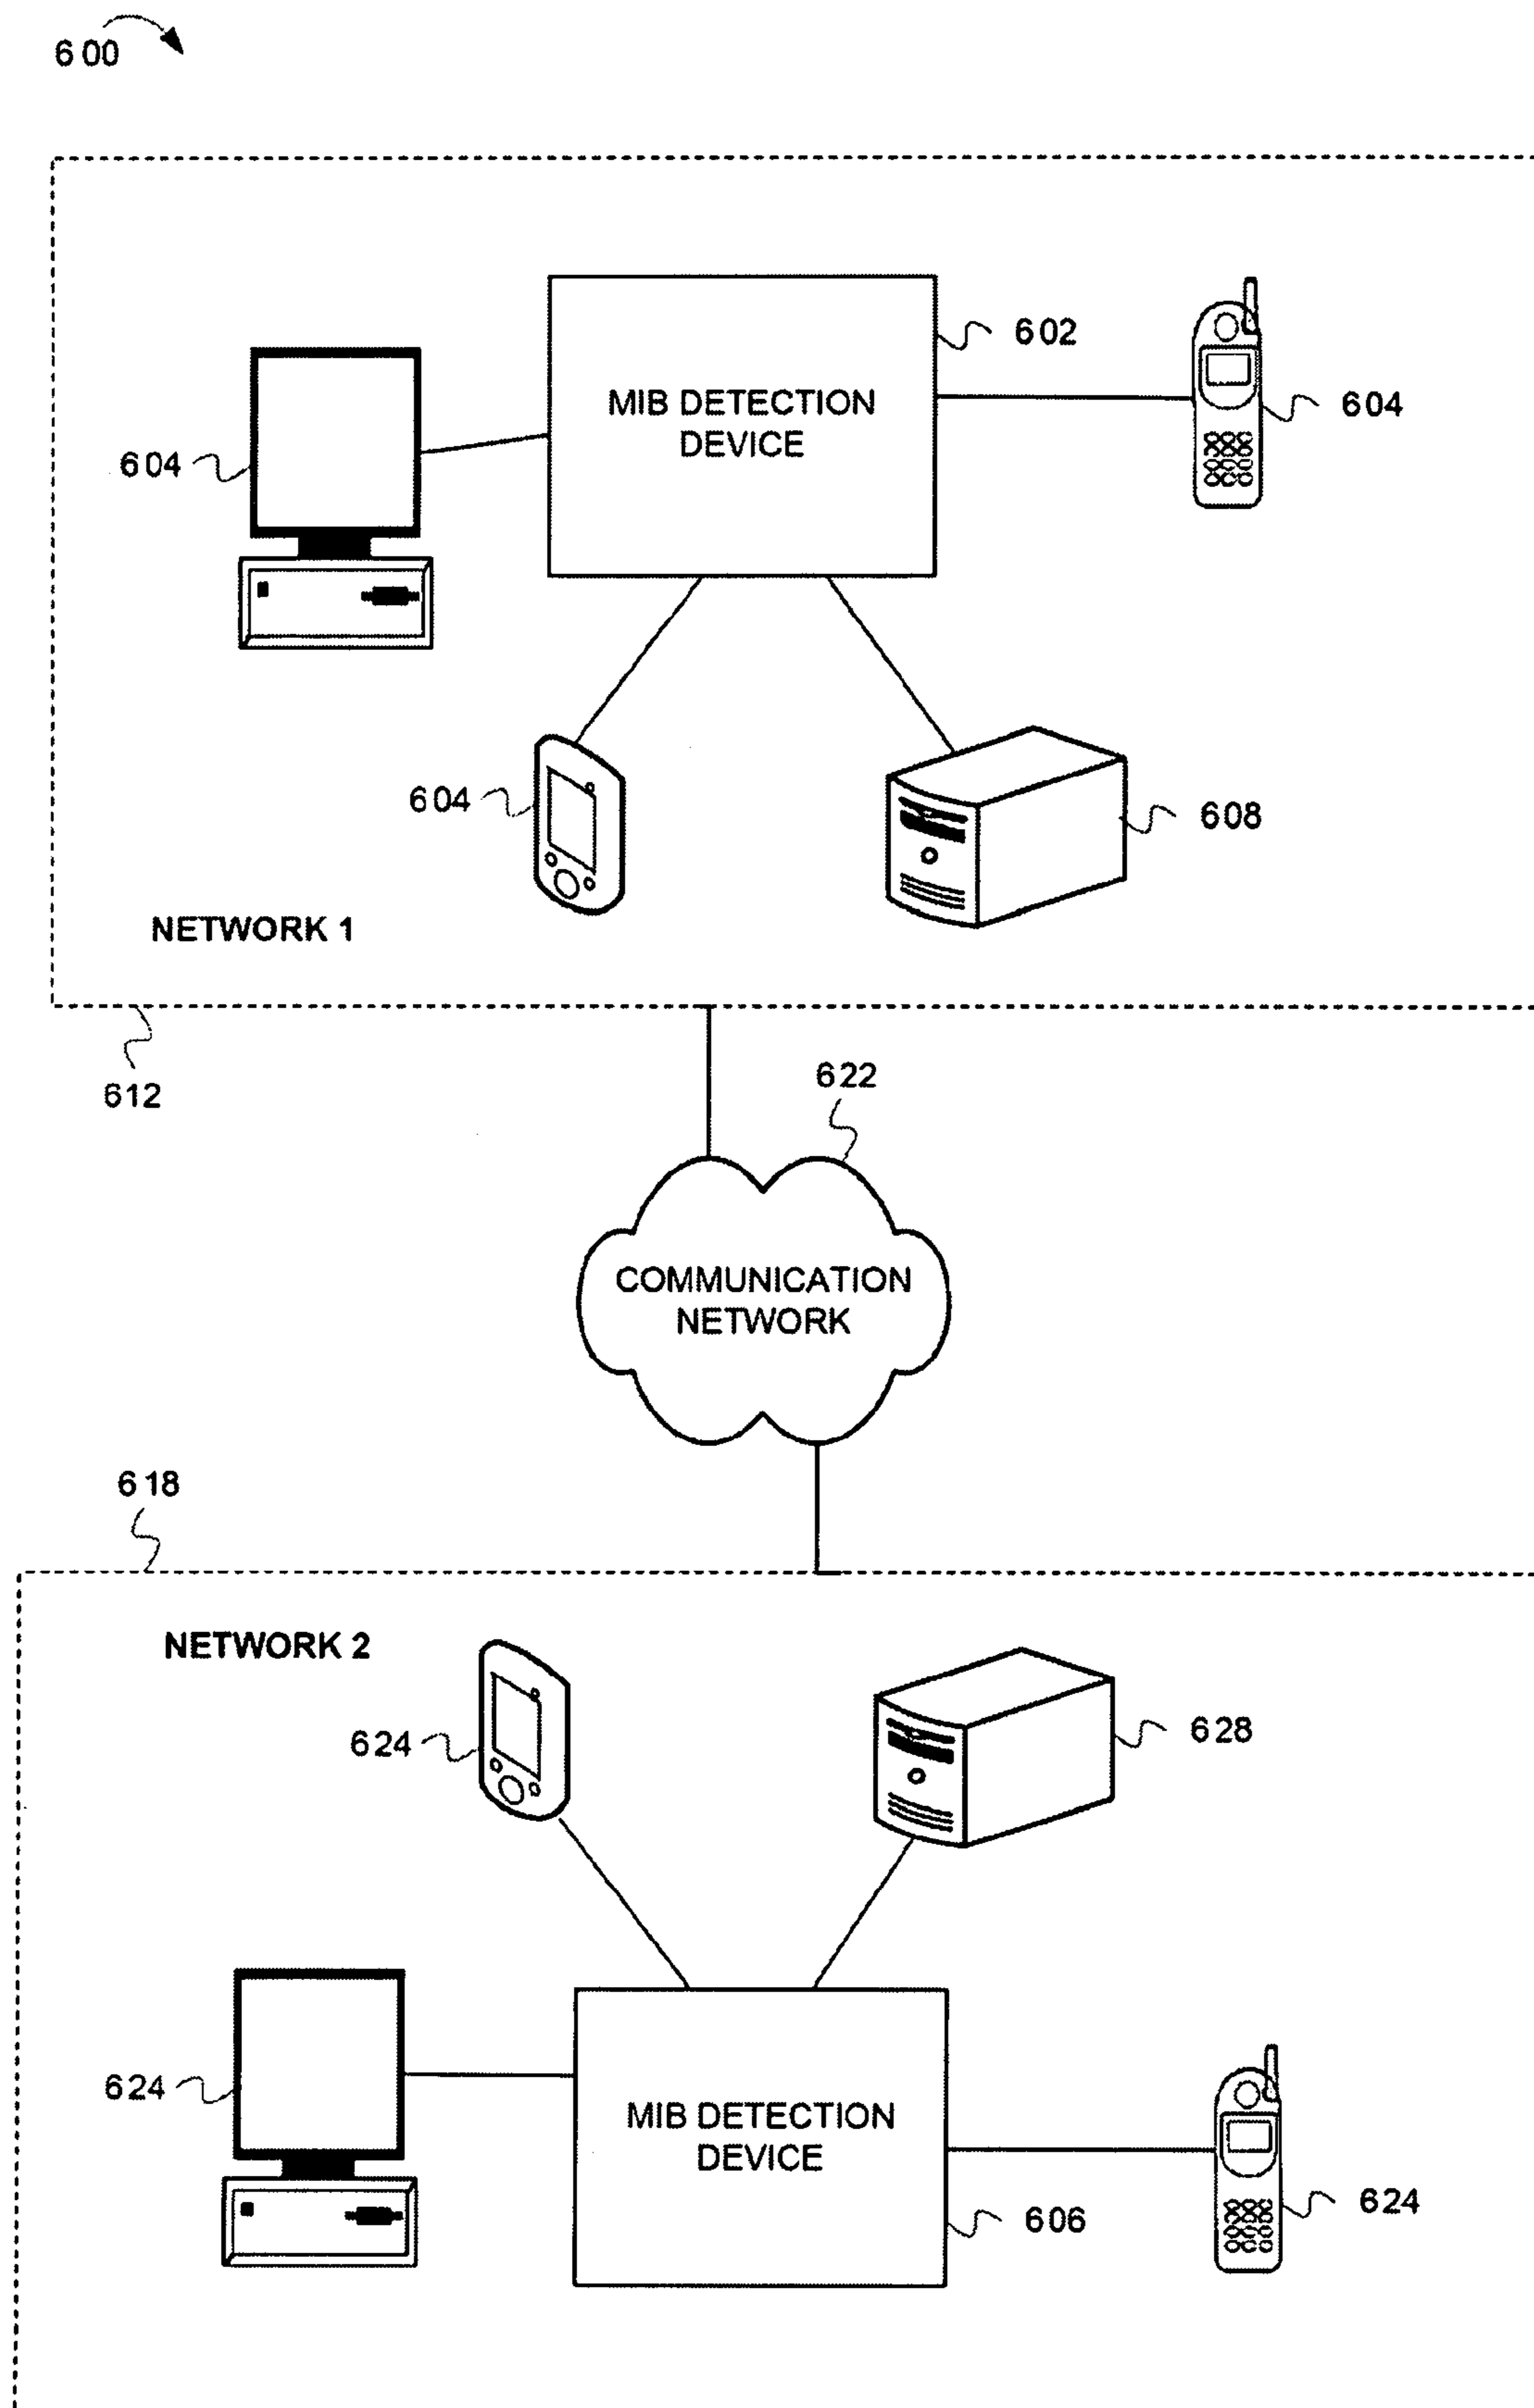 600
MIB DETECTION
DEVICE
602
604
604
604
608
NETWORK 1
612
622
COMMUNICATION
NETWORK
618
NETWORK 2
624
628
624
MIB DETECTION
DEVICE
606
624